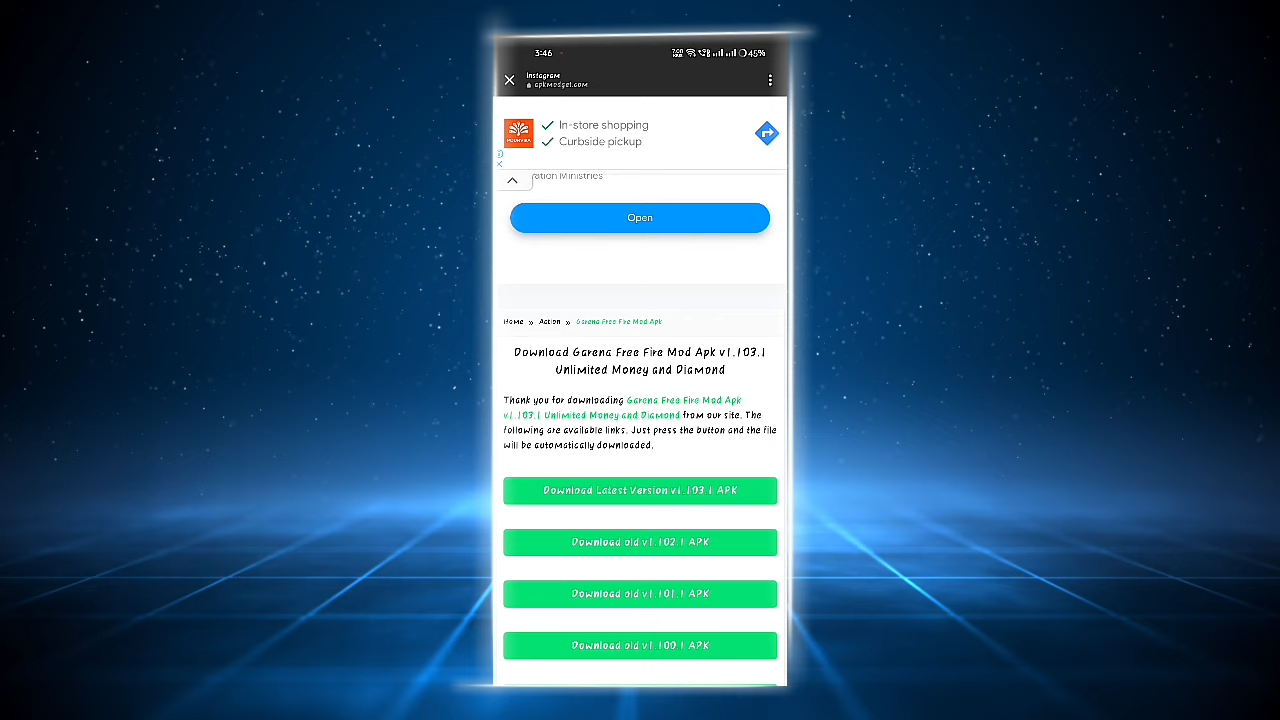 3:46
45%
Instagram
apkmodget.com
In-store shopping
Curbside pickup
ation Ministries
Open
Home » Action » Garena Free Fire Mod Apk
Download Garena Free Fire Mod Apk v1.103.1
Unlimited Money and Diamond
Thank you for downloading Garena Free Fire Mod Apk
v1.103.1 Unlimited Money and Diamond from our site. The
following are available links. Just press the button and the file
will be automatically downloaded.
Download Latest Version v1.103.1 APK
Download old v1.102.1 APK
Download old v1.101.1 APK
Download old v1.100.1 APK